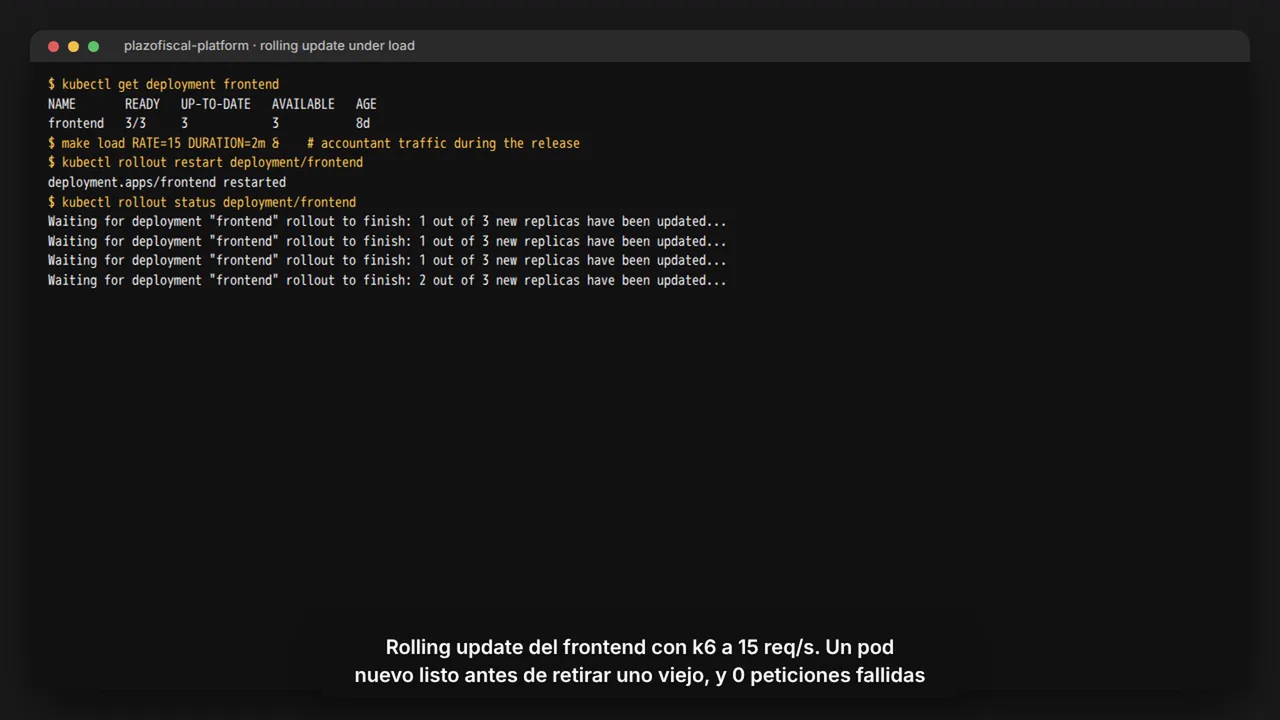 plazofiscal-platform · rolling update under load
$ kubectl get deployment frontend
NAME       READY   UP-TO-DATE   AVAILABLE   AGE
frontend   3/3     3            3           8d
$ make load RATE=15 DURATION=2m &    # accountant traffic during the release
$ kubectl rollout restart deployment/frontend
deployment.apps/frontend restarted
$ kubectl rollout status deployment/frontend
Waiting for deployment "frontend" rollout to finish: 1 out of 3 new replicas have been updated...
Waiting for deployment "frontend" rollout to finish: 1 out of 3 new replicas have been updated...
Waiting for deployment "frontend" rollout to finish: 1 out of 3 new replicas have been updated...
Waiting for deployment "frontend" rollout to finish: 2 out of 3 new replicas have been updated...
Rolling update del frontend con k6 a 15 req/s. Un pod
nuevo listo antes de retirar uno viejo, y 0 peticiones fallidas